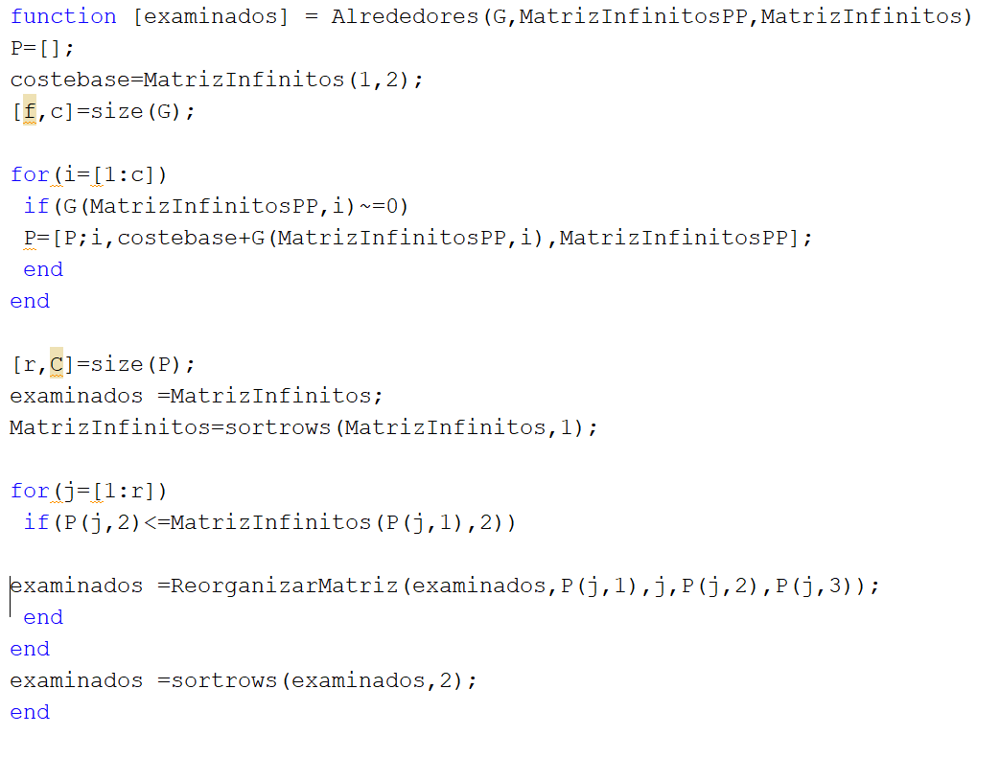 function [examinados] = Alrededores(G,MatrizInfinitosPP,MatrizInfinitos)
P=[];
costebase=MatrizInfinitos(1,2);
[f,c]=size(G);
for(i=[1:c])
if(G(MatrizInfinitosPP,i)~=0)
P=[P;i,costebase+G(MatrizInfinitosPP,i),MatrizInfinitosPP];
end
end
[r,C]=size(P);
examinados =MatrizInfinitos;
MatrizInfinitos=sortrows(MatrizInfinitos,1);
for(j=[1:r])
if(P(j,2)<=MatrizInfinitos(P(j,1),2))
examinados =ReorganizarMatriz(examinados,P(j,1),j,P(j,2),P(j,3));
end
end
examinados =sortrows(examinados,2);
end